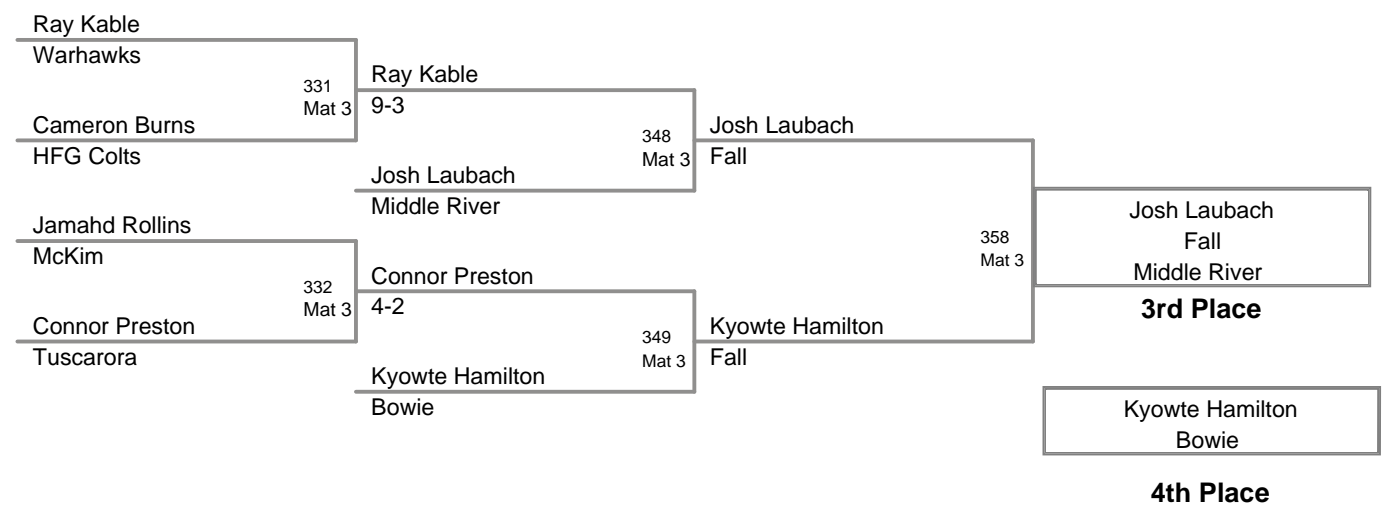 Ray Kable
Warhawks
331
Mat 3
Cameron Burns
HFG Colts
Ray Kable
9-3
348
Mat 3
Josh Laubach
Middle River
Josh Laubach
Fall
Jamahd Rollins
McKim
332
Mat 3
Connor Preston
Tuscarora
Connor Preston
4-2
349
Mat 3
Kyowte Hamilton
Bowie
Kyowte Hamilton
Fall
358
Mat 3
Josh Laubach
Fall
Middle River
3rd Place
Kyowte Hamilton
Bowie
4th Place